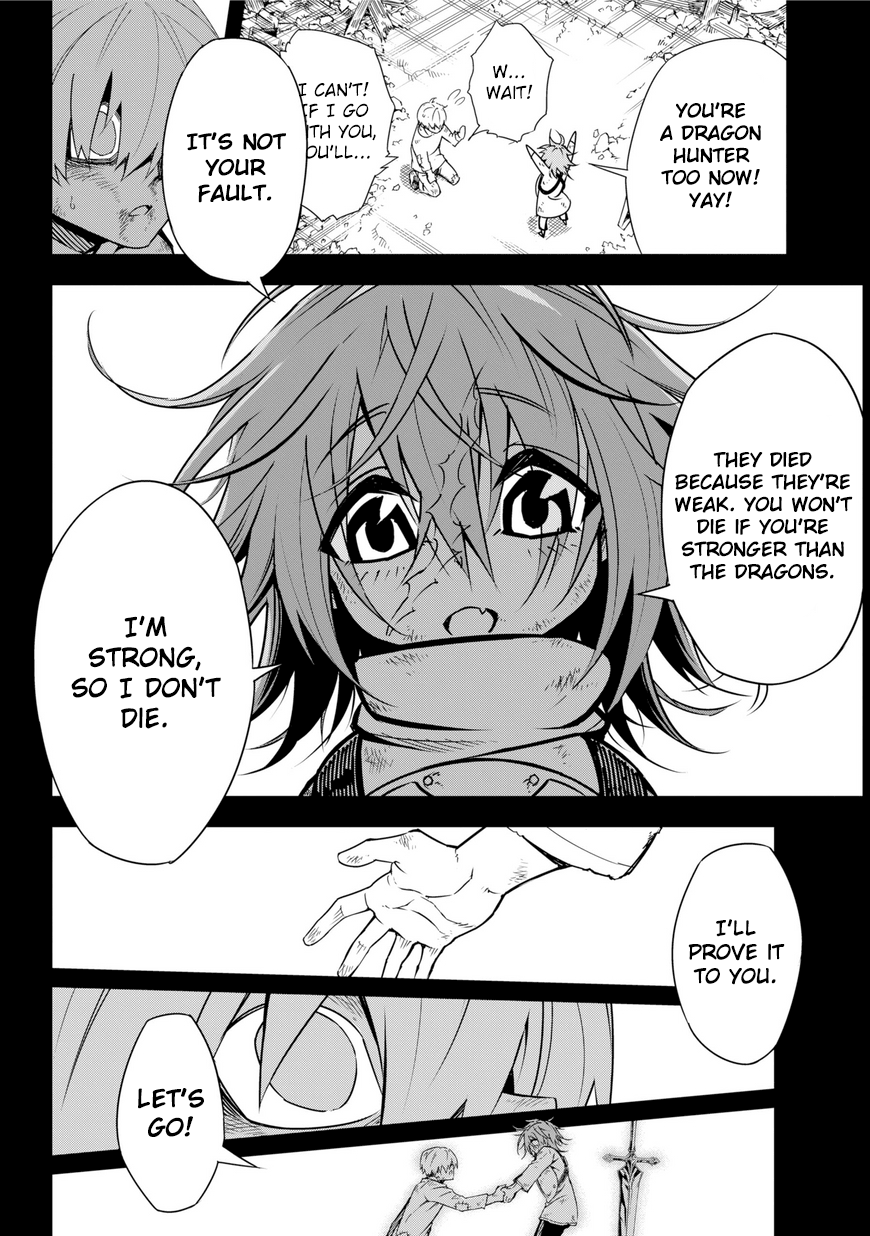 YOU'RE
A DRAGON
HUNTER
TOO NOW!
YAY!
W...
WAIT!
I CAN'T!
IF I GO
WITH YOU,
YOU'LL...
IT'S NOT
YOUR
FAULT.
THEY DIED
BECAUSE THEY'RE
WEAK. YOU WON'T
DIE IF YOU'RE
STRONGER THAN
THE DRAGONS.
I'M
STRONG,
SO I DON'T
DIE.
I'LL
PROVE IT
TO YOU.
LET'S
GO!